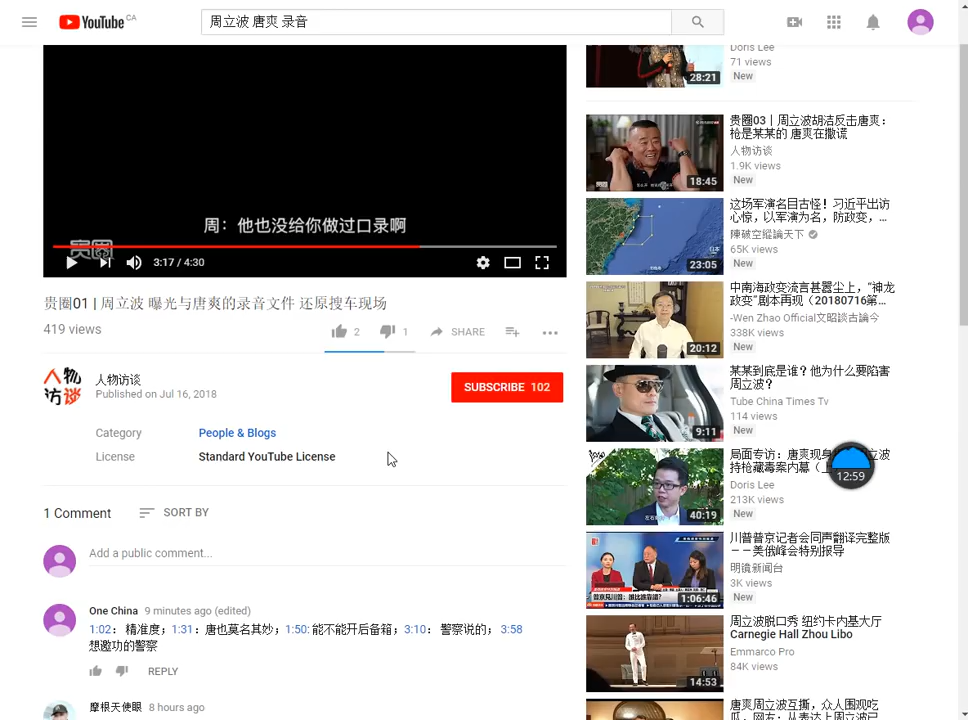 YouTube CA
周立波 唐爽 录音
周：他也没给你做过口录啊
贵圈
3:17 / 4:30
贵圈01 | 周立波 曝光与唐爽的录音文件 还原搜车现场
419 views
2
1
SHARE
人物访谈
人物访谈
Published on Jul 16, 2018
SUBSCRIBE 102
Category
People & Blogs
License
Standard YouTube License
1 Comment
SORT BY
Add a public comment...
One China 9 minutes ago (edited)
1:02： 精准度，1:31：唐也莫名其妙，1:50: 能不能开后备箱，3:10： 警察说的，3:58
想邀功的警察
REPLY
摩根天使眼 8 hours ago
Doris Lee
71 views
New
28:21
贵圈03丨周立波胡洁反击唐爽：
枪是某某的 唐爽在撒谎
人物访谈
1.9K views
New
18:45
这场军演名目古怪！习近平出访
心惊，以军演为名，防政变，...
陳破空縱論天下
65K views
New
23:05
中南海政变流言甚嚣尘上，“神龙
政变”剧本再现（20180716第...
-Wen Zhao Official文昭談古論今
338K views
New
20:12
某某到底是谁？他为什么要陷害
周立波？
Tube China Times Tv
114 views
New
9:11
局面专访：唐爽现身
立波
持枪藏毒案内幕（
Doris Lee
213K views
New
40:19
12:59
川普普京记者会同声翻译完整版
－－美俄峰会特别报导
明鏡新聞台
3K views
New
1:06:46
周立波脱口秀 纽约卡内基大厅
Carnegie Hall Zhou Libo
Emmarco Pro
84K views
14:53
唐爽周立波互撕，众人围观吃